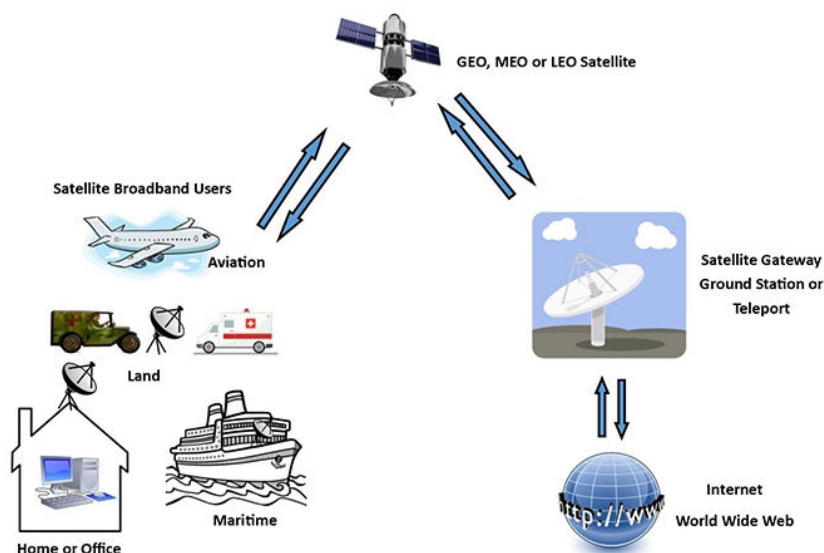 GEO, MEO or LEO Satellite
Satellite Broadband Users
Aviation
Land
Home or Office
Maritime
Satellite Gateway
Ground Station or
Teleport
http://www
Internet
World Wide Web